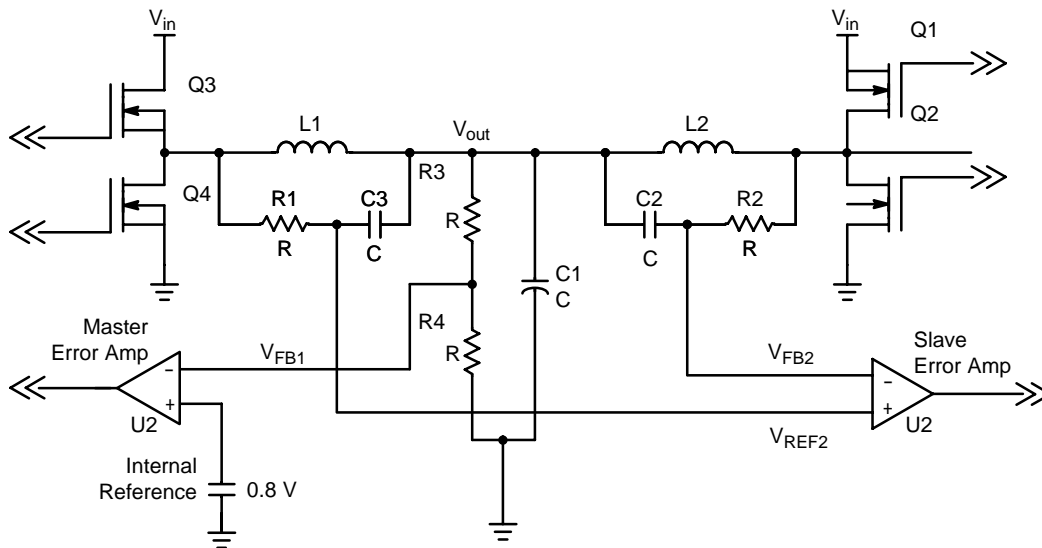 Vin
Vin
Q1
Q3
Q2
L1
Vout
L2
R3
Q4
R1
C3
C2
R2
R
R
C
C
R
C1
C
Master
Error Amp
R4
Slave
Error Amp
VFB1
R
VFB2
−
+
U2
−
+
U2
VREF2
Internal
Reference
0.8 V